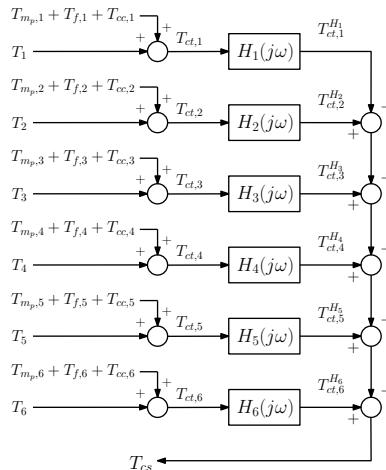 T_{m_p,1} + T_{f,1} + T_{cc,1}
+
+ T_{ct,1} H_1(jω) T_{ct,1}^{H_1}
T_1
−
T_{m_p,2} + T_{f,2} + T_{cc,2}
+
+ T_{ct,2} H_2(jω) T_{ct,2}^{H_2}
T_2 +
−
T_{m_p,3} + T_{f,3} + T_{cc,3}
+
+ T_{ct,3} H_3(jω) T_{ct,3}^{H_3}
T_3 +
−
T_{m_p,4} + T_{f,4} + T_{cc,4}
+
+ T_{ct,4} H_4(jω) T_{ct,4}^{H_4}
T_4 +
−
T_{m_p,5} + T_{f,5} + T_{cc,5}
+
+ T_{ct,5} H_5(jω) T_{ct,5}^{H_5}
T_5 +
−
T_{m_p,6} + T_{f,6} + T_{cc,6}
+
+ T_{ct,6} H_6(jω) T_{ct,6}^{H_6}
T_6 +
T_{cs}